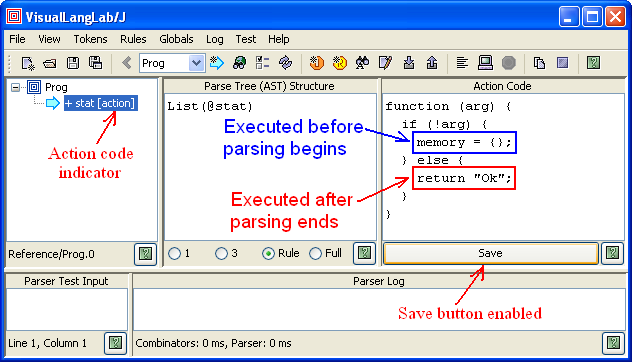 VisualLangLab/J
File View Tokens Rules Globals Log Test Help
Prog
Prog
+ stat [action]
Action code
indicator
Reference/Prog.0
Parse Tree (AST) Structure
List(@stat)
Executed before
parsing begins
Executed after
parsing ends
1 3 Rule Full
Action Code
function (arg) {
if (!arg) {
memory = {};
} else {
return "Ok";
}
}
Save
Save button enabled
Parser Test Input
Line 1, Column 1
Parser Log
Combinators: 0 ms, Parser: 0 ms